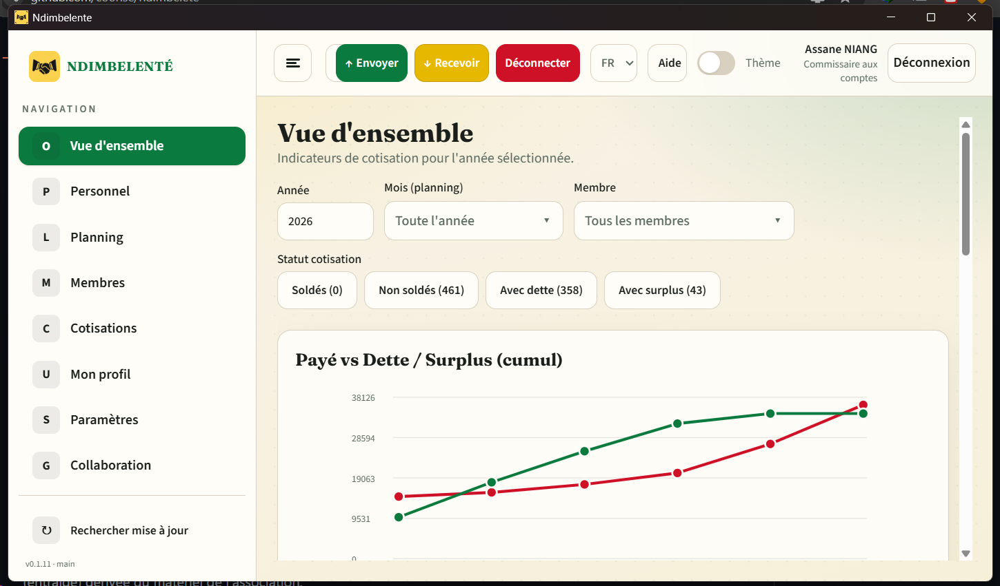 Ndimbelente
NDIMBELENTÉ
NAVIGATION
O Vue d'ensemble
P Personnel
L Planning
M Membres
C Cotisations
U Mon profil
S Paramètres
G Collaboration
↻ Rechercher mise à jour
v0.1.11 · main
↑ Envoyer
↓ Recevoir
Déconnecter
FR
Aide
Thème
Assane NIANG
Commissaire aux
comptes
Déconnexion
Vue d'ensemble
Indicateurs de cotisation pour l'année sélectionnée.
Année
Mois (planning)
Membre
2026
Toute l'année
Tous les membres
Statut cotisation
Soldés (0)
Non soldés (461)
Avec dette (358)
Avec surplus (43)
Payé vs Dette / Surplus (cumul)
38126
28594
19063
9531
0